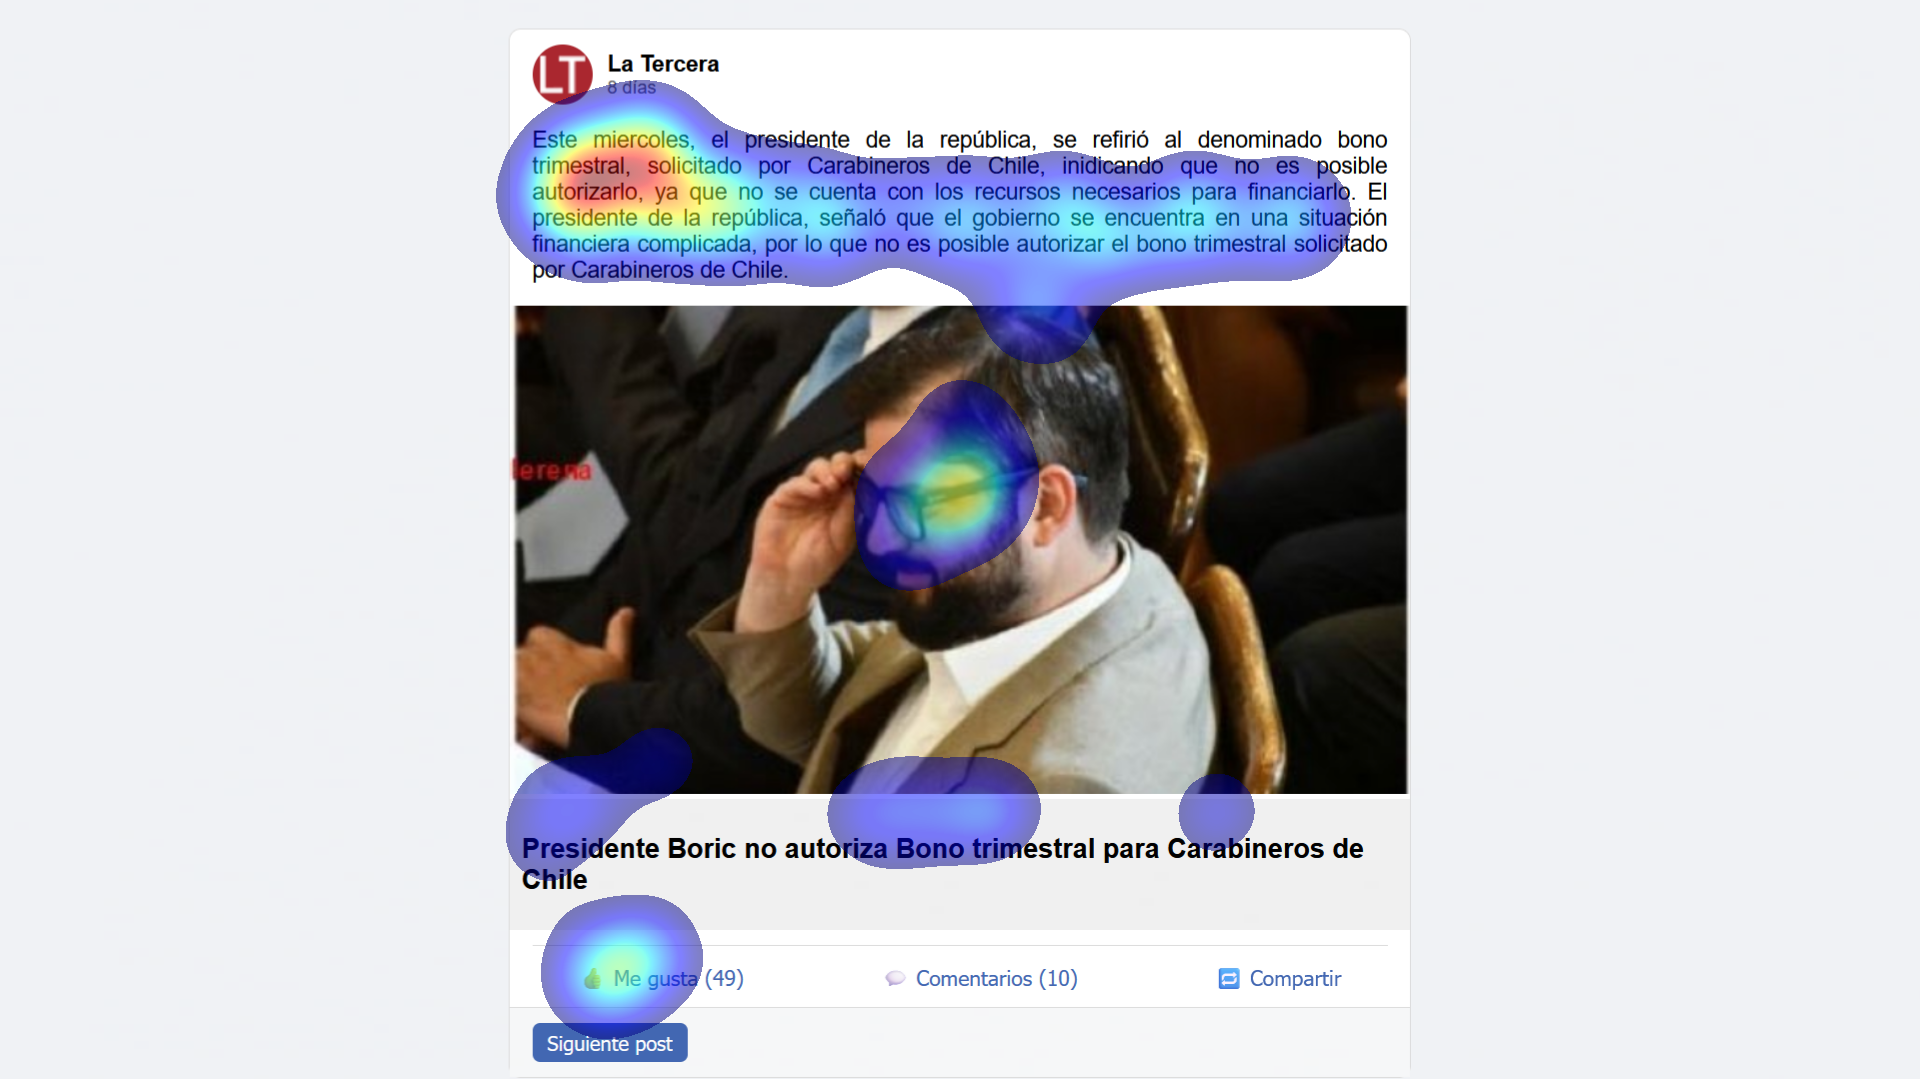 LT
La Tercera
8 días
Este miercoles, el presidente de la república, se refirió al denominado bono
trimestral, solicitado por Carabineros de Chile, inidicando que no es posible
autorizarlo, ya que no se cuenta con los recursos necesarios para financiarlo. El
presidente de la república, señaló que el gobierno se encuentra en una situación
financiera complicada, por lo que no es posible autorizar el bono trimestral solicitado
por Carabineros de Chile.
lerena
Presidente Boric no autoriza Bono trimestral para Carabineros de
Chile
Me gusta (49)
Comentarios (10)
Compartir
Siguiente post